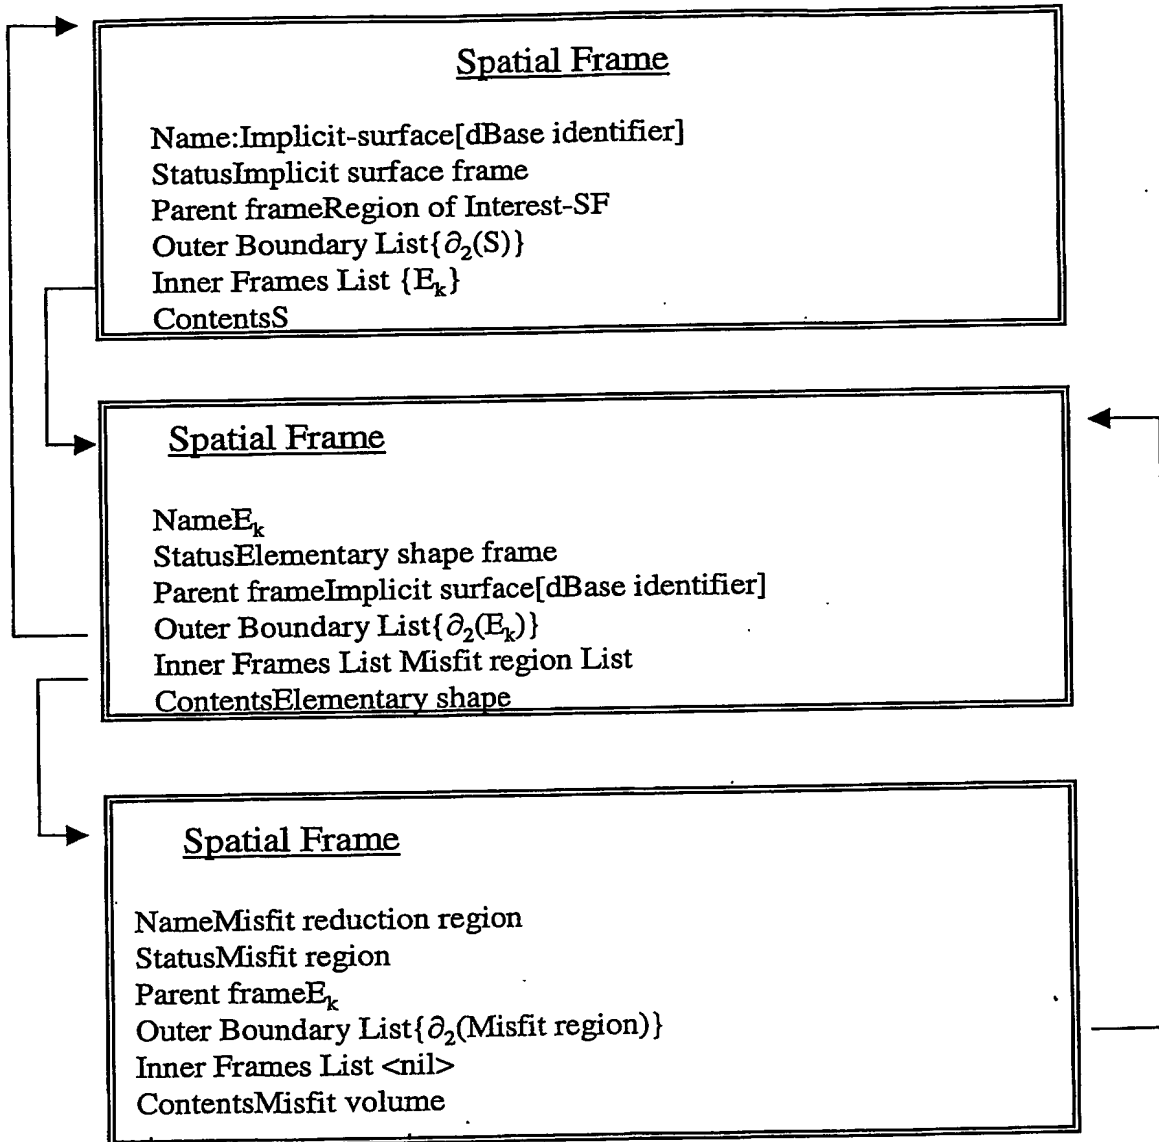 Spatial Frame
Name:Implicit-surface[dBase identifier]
StatusImplicit surface frame
Parent frameRegion of Interest-SF
Outer Boundary List{∂₂(S)}
Inner Frames List {Eₖ}
ContentsS
Spatial Frame
NameEₖ
StatusElementary shape frame
Parent frameImplicit surface[dBase identifier]
Outer Boundary List{∂₂(Eₖ)}
Inner Frames List Misfit region List
ContentsElementary shape
Spatial Frame
NameMisfit reduction region
StatusMisfit region
Parent frameEₖ
Outer Boundary List{∂₂(Misfit region)}
Inner Frames List <nil>
ContentsMisfit volume